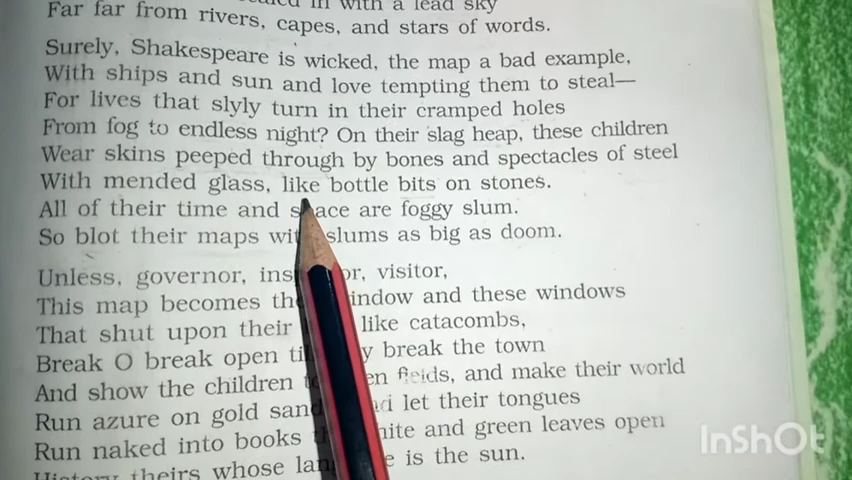 in with a lead sky
Far far from rivers, capes, and stars of words.
Surely, Shakespeare is wicked, the map a bad example,
With ships and sun and love tempting them to steal—
For lives that slyly turn in their cramped holes
From fog to endless night? On their slag heap, these children
Wear skins peeped through by bones and spectacles of steel
With mended glass, like bottle bits on stones.
All of their time and space are foggy slum.
So blot their maps with slums as big as doom.
Unless, governor, inspector, visitor,
This map becomes their window and these windows
That shut upon their like catacombs,
Break O break open break the town
And show the children fields, and make their world
Run azure on gold sands and let their tongues
Run naked into books white and green leaves open
History theirs whose language is the sun.
InShOt